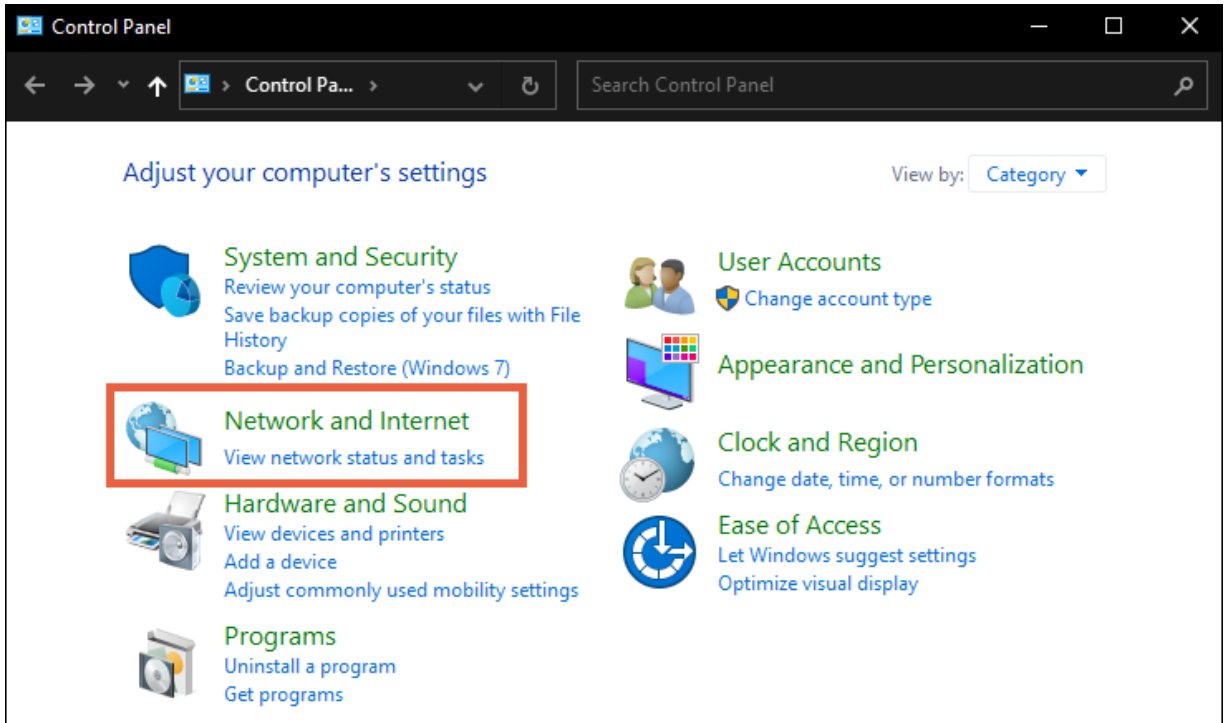 Control Panel
Control Pa...
Search Control Panel
Adjust your computer's settings
View by:
Category
System and Security
Review your computer's status
Save backup copies of your files with File
History
Backup and Restore (Windows 7)
Network and Internet
View network status and tasks
Hardware and Sound
View devices and printers
Add a device
Adjust commonly used mobility settings
Programs
Uninstall a program
Get programs
User Accounts
Change account type
Appearance and Personalization
Clock and Region
Change date, time, or number formats
Ease of Access
Let Windows suggest settings
Optimize visual display